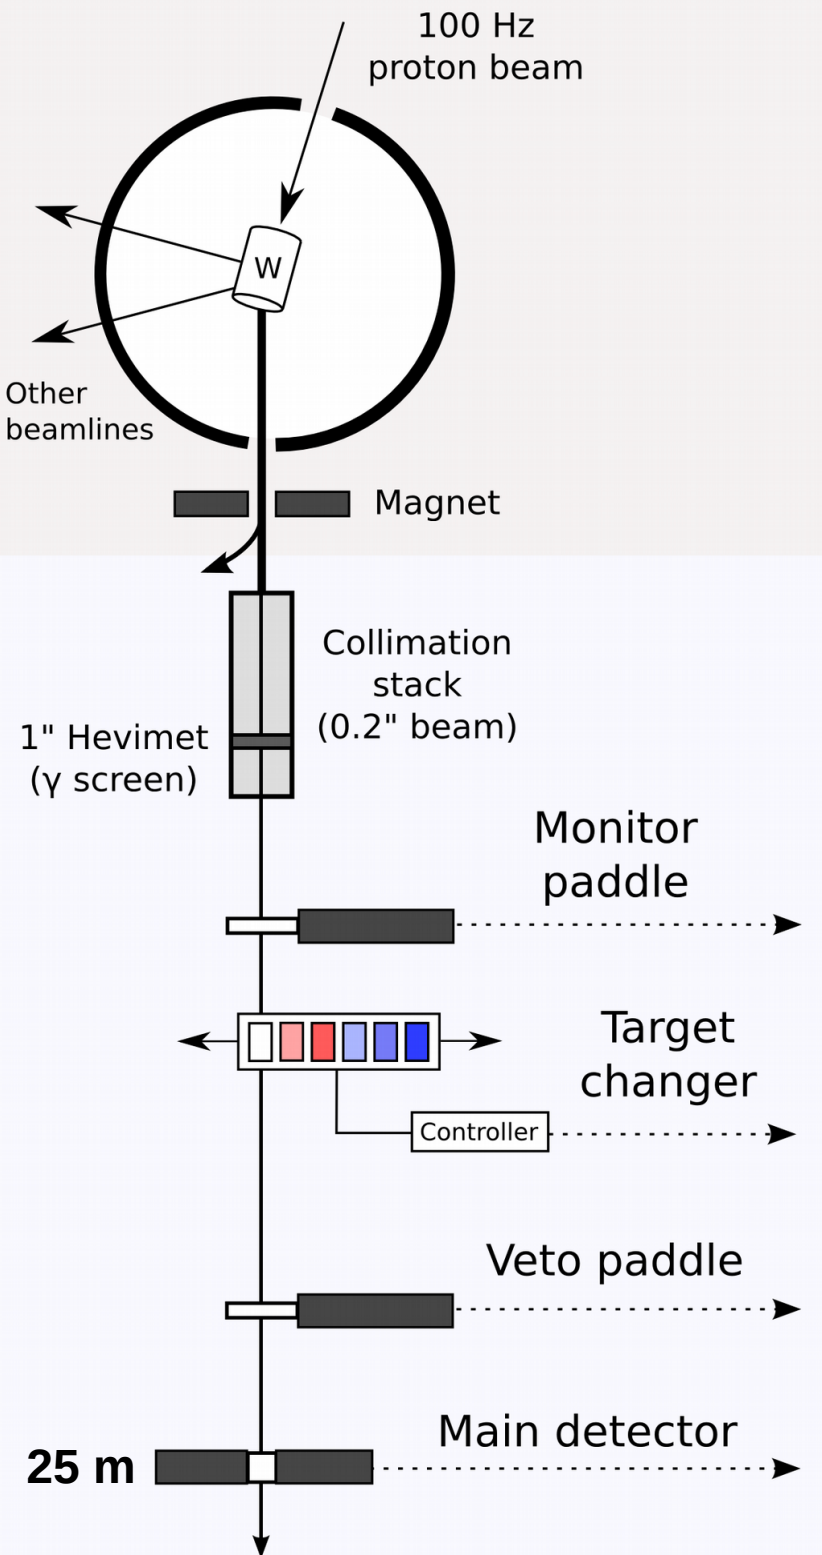 100 Hz
proton beam
W
Other
beamlines
Magnet
Collimation
stack
(0.2" beam)
1" Hevimet
(γ screen)
Monitor
paddle
Target
changer
Controller
Veto paddle
Main detector
25 m